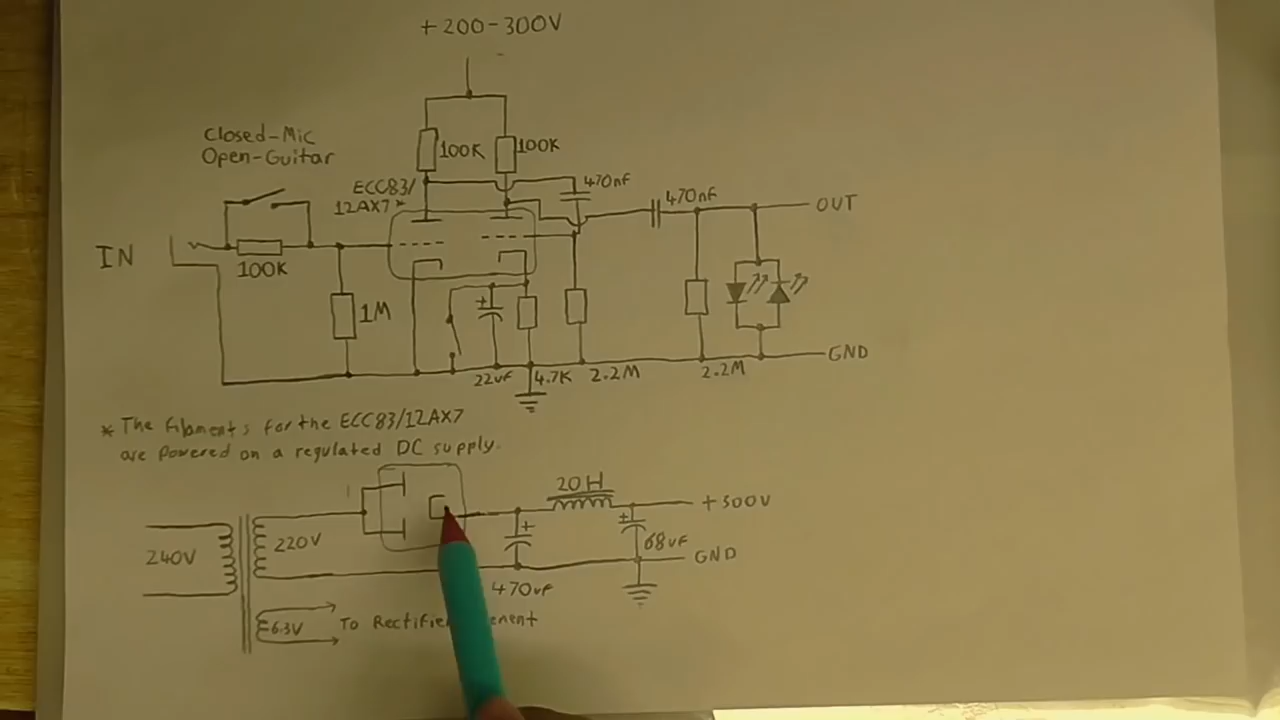 +200-300V
Closed-Mic
Open-Guitar
100K
100K
ECC83/
12AX7*
470nF
470nF
OUT
IN
100K
1M
+
22uF
4.7K
2.2M
2.2M
GND
* The Filaments for the ECC83/12AX7
are powered on a regulated DC supply.
20H
+300V
240V
220V
+
+
68uF
GND
470uF
6.3V
To Rectifie